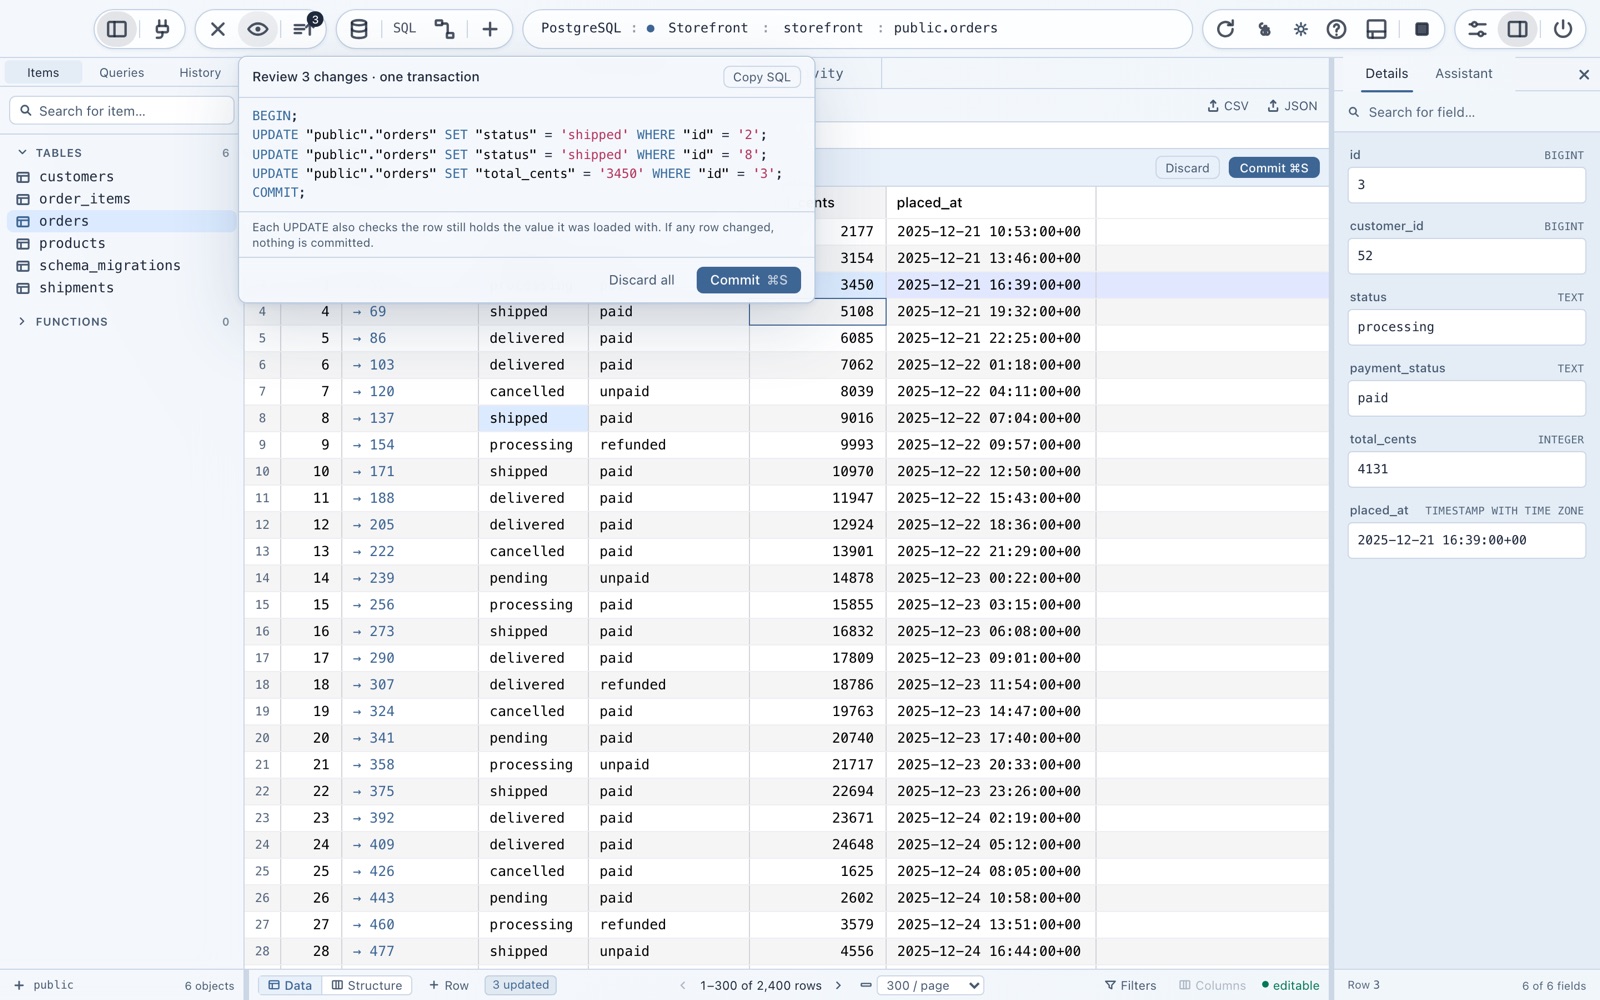 3
SQL
PostgreSQL : Storefront : storefront : public.orders
Items Queries History
Search for item...
TABLES 6
customers
order_items
orders
products
schema_migrations
shipments
FUNCTIONS 0
Review 3 changes · one transaction
Copy SQL
BEGIN;
UPDATE "public"."orders" SET "status" = 'shipped' WHERE "id" = '2';
UPDATE "public"."orders" SET "status" = 'shipped' WHERE "id" = '8';
UPDATE "public"."orders" SET "total_cents" = '3450' WHERE "id" = '3';
COMMIT;
Each UPDATE also checks the row still holds the value it was loaded with. If any row changed,
nothing is committed.
Discard all Commit ⌘S
vity
CSV JSON
Discard Commit ⌘S
nts placed_at
2177 2025-12-21 10:53:00+00
3154 2025-12-21 13:46:00+00
3450 2025-12-21 16:39:00+00
4 4 → 69 shipped paid 5108 2025-12-21 19:32:00+00
5 5 → 86 delivered paid 6085 2025-12-21 22:25:00+00
6 6 → 103 delivered paid 7062 2025-12-22 01:18:00+00
7 7 → 120 cancelled unpaid 8039 2025-12-22 04:11:00+00
8 8 → 137 shipped paid 9016 2025-12-22 07:04:00+00
9 9 → 154 processing refunded 9993 2025-12-22 09:57:00+00
10 10 → 171 shipped paid 10970 2025-12-22 12:50:00+00
11 11 → 188 delivered paid 11947 2025-12-22 15:43:00+00
12 12 → 205 delivered paid 12924 2025-12-22 18:36:00+00
13 13 → 222 cancelled paid 13901 2025-12-22 21:29:00+00
14 14 → 239 pending unpaid 14878 2025-12-23 00:22:00+00
15 15 → 256 processing paid 15855 2025-12-23 03:15:00+00
16 16 → 273 shipped paid 16832 2025-12-23 06:08:00+00
17 17 → 290 delivered paid 17809 2025-12-23 09:01:00+00
18 18 → 307 delivered refunded 18786 2025-12-23 11:54:00+00
19 19 → 324 cancelled paid 19763 2025-12-23 14:47:00+00
20 20 → 341 pending paid 20740 2025-12-23 17:40:00+00
21 21 → 358 processing unpaid 21717 2025-12-23 20:33:00+00
22 22 → 375 shipped paid 22694 2025-12-23 23:26:00+00
23 23 → 392 delivered paid 23671 2025-12-24 02:19:00+00
24 24 → 409 delivered paid 24648 2025-12-24 05:12:00+00
25 25 → 426 cancelled paid 1625 2025-12-24 08:05:00+00
26 26 → 443 pending paid 2602 2025-12-24 10:58:00+00
27 27 → 460 processing refunded 3579 2025-12-24 13:51:00+00
28 28 → 477 shipped unpaid 4556 2025-12-24 16:44:00+00
Details Assistant
Search for field...
id BIGINT
3
customer_id BIGINT
52
status TEXT
processing
payment_status TEXT
paid
total_cents INTEGER
4131
placed_at TIMESTAMP WITH TIME ZONE
2025-12-21 16:39:00+00
+ public 6 objects
Data Structure + Row 3 updated 1–300 of 2,400 rows 300 / page Filters Columns editable
Row 3 6 of 6 fields